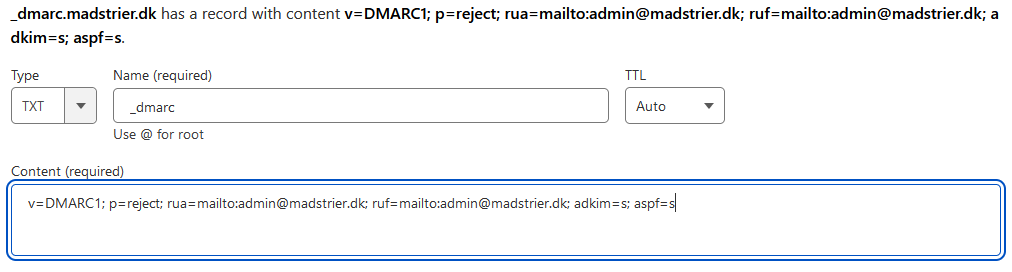 _dmarc.madstrier.dk has a record with content v=DMARC1; p=reject; rua=mailto:admin@madstrier.dk; ruf=mailto:admin@madstrier.dk; a
dkim=s; aspf=s.
Type Name (required) TTL
TXT _dmarc Auto
Use @ for root
Content (required)
v=DMARC1; p=reject; rua=mailto:admin@madstrier.dk; ruf=mailto:admin@madstrier.dk; adkim=s; aspf=s